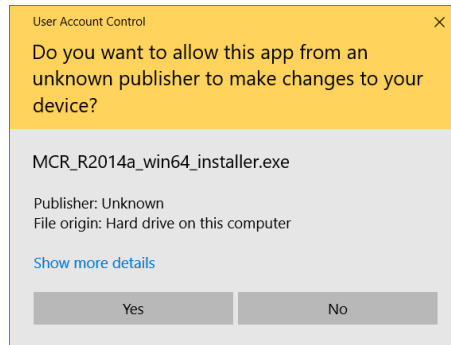 User Account Control
Do you want to allow this app from an
unknown publisher to make changes to your
device?
MCR_R2014a_win64_installer.exe
Publisher: Unknown
File origin: Hard drive on this computer
Show more details
Yes
No